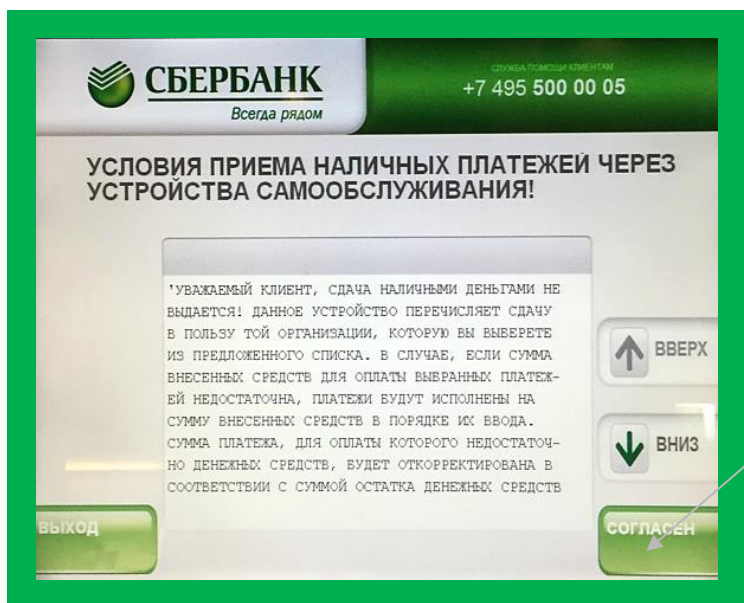 СБЕРБАНК
Всегда рядом
СЛУЖБА ПОМОЩИ КЛИЕНТАМ
+7 495 500 00 05
УСЛОВИЯ ПРИЕМА НАЛИЧНЫХ ПЛАТЕЖЕЙ ЧЕРЕЗ
УСТРОЙСТВА САМООБСЛУЖИВАНИЯ!
'УВАЖАЕМЫЙ КЛИЕНТ, СДАЧА НАЛИЧНЫМИ ДЕНЬГАМИ НЕ
ВЫДАЕТСЯ! ДАННОЕ УСТРОЙСТВО ПЕРЕЧИСЛЯЕТ СДАЧУ
В ПОЛЬЗУ ТОЙ ОРГАНИЗАЦИИ, КОТОРУЮ ВЫ ВЫБЕРЕТЕ
ИЗ ПРЕДЛОЖЕННОГО СПИСКА. В СЛУЧАЕ, ЕСЛИ СУММА
ВНЕСЕННЫХ СРЕДСТВ ДЛЯ ОПЛАТЫ ВЫБРАННЫХ ПЛАТЕЖ-
ЕЙ НЕДОСТАТОЧНА, ПЛАТЕЖИ БУДУТ ИСПОЛНЕНЫ НА
СУММУ ВНЕСЕННЫХ СРЕДСТВ В ПОРЯДКЕ ИХ ВВОДА.
СУММА ПЛАТЕЖА, ДЛЯ ОПЛАТЫ КОТОРОГО НЕДОСТАТОЧ-
НО ДЕНЕЖНЫХ СРЕДСТВ, БУДЕТ ОТКОРРЕКТИРОВАНА В
СООТВЕТСТВИИ С СУММОЙ ОСТАТКА ДЕНЕЖНЫХ СРЕДСТВ
ВВЕРХ
ВНИЗ
ВЫХОД
СОГЛАСЕН